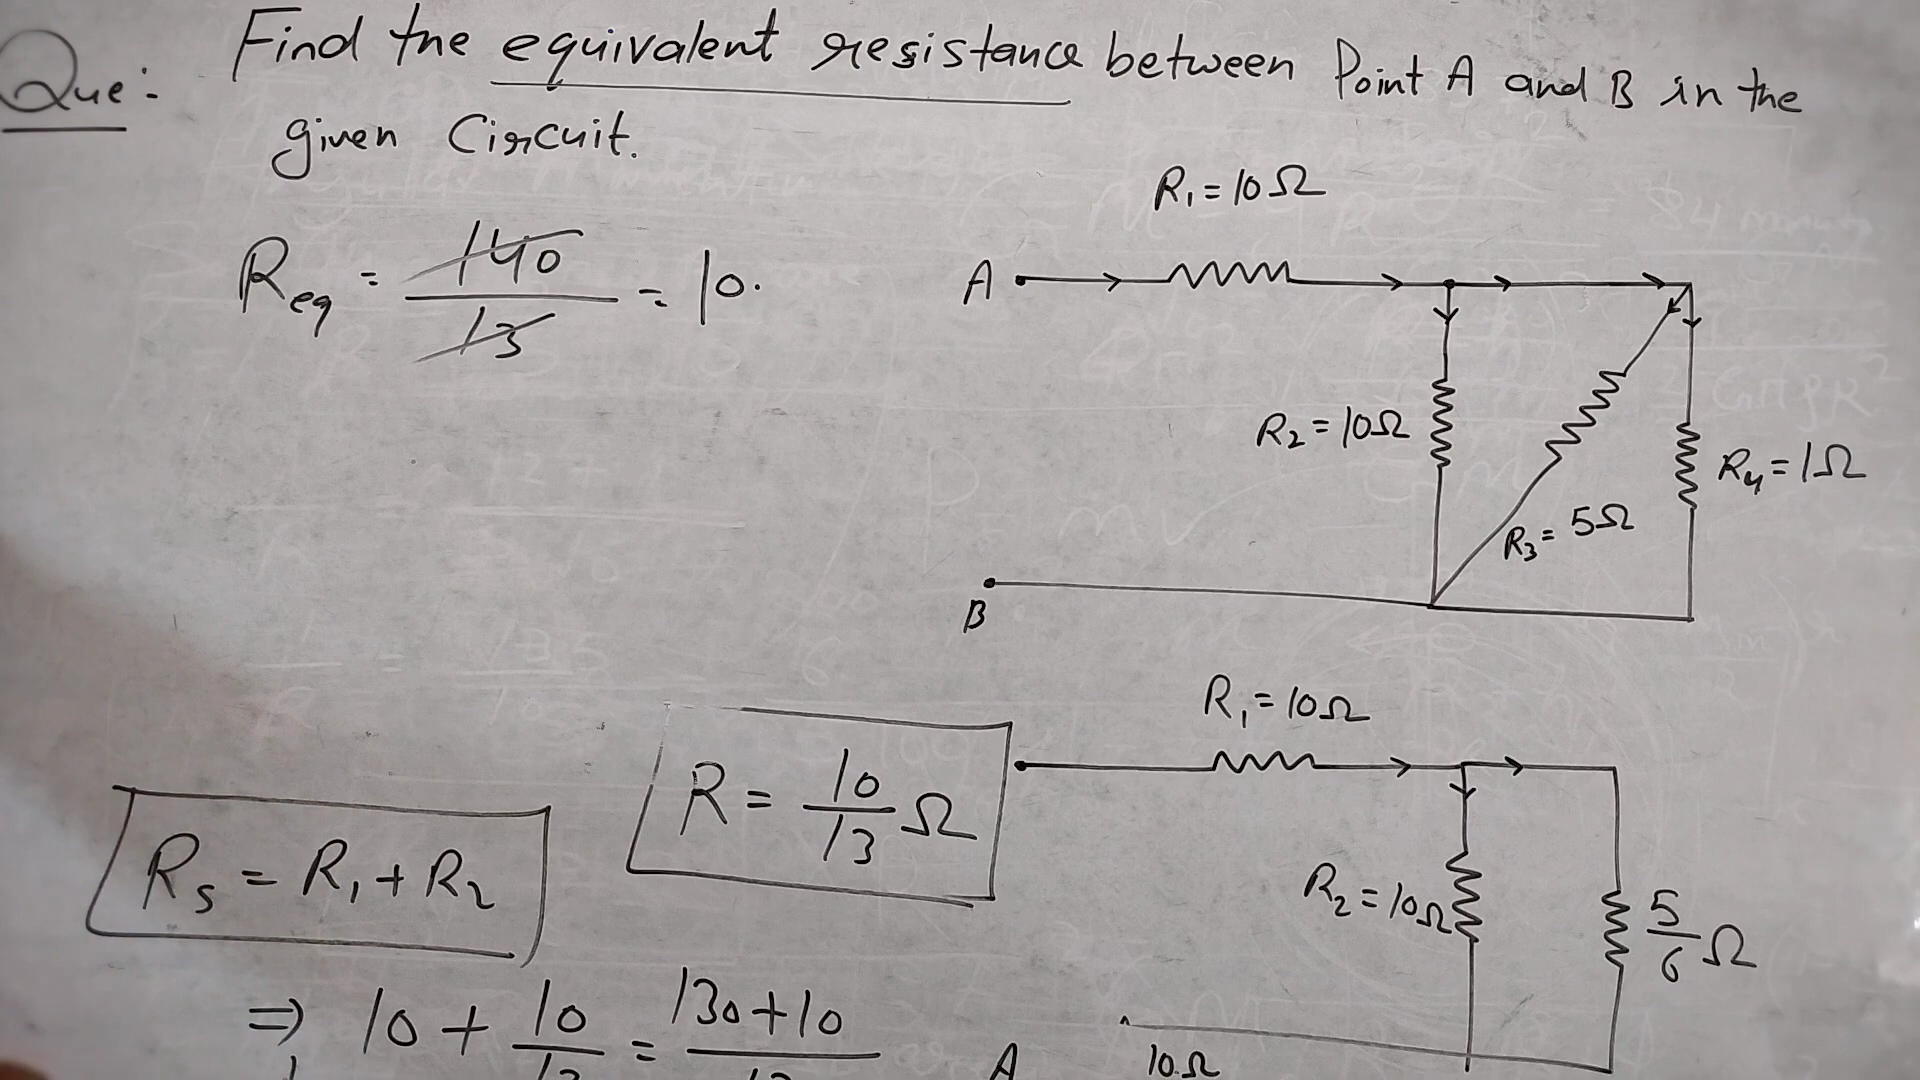 Que:- Find the equivalent resistance between Point A and B in the
given Circuit.
R₁ = 10Ω
Req = 140/13 = 10.
A
R₂ = 10Ω
R₄ = 1Ω
R₃ = 5Ω
B
R₁ = 10Ω
R = 10/13 Ω
Rs = R₁ + R₂
R₂ = 10Ω
5/6 Ω
⇒ 10 + 10/13 = 130+10/13
A
10Ω